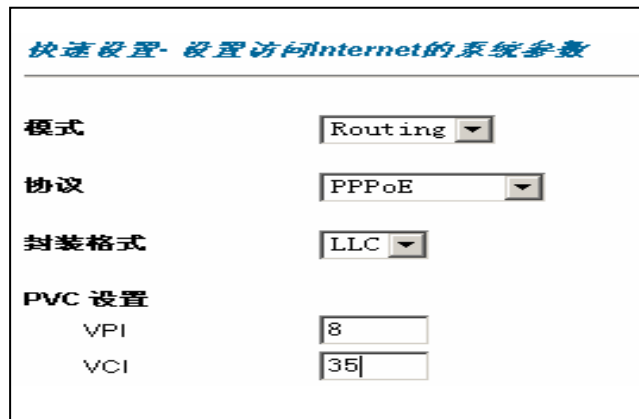 快速设置- 设置访问Internet的系统参数
模式 Routing
协议 PPPoE
封装格式 LLC
PVC 设置
VPI 8
VCI 35